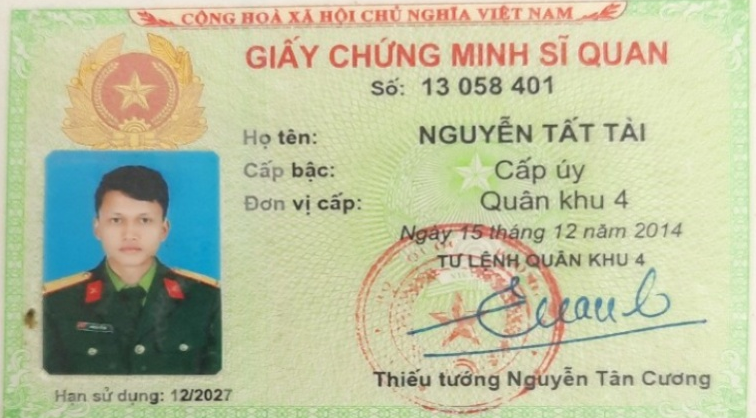 CỘNG HOÀ XÃ HỘI CHỦ NGHĨA VIỆT NAM
GIẤY CHỨNG MINH SĨ QUAN
Số: 13 058 401
Họ tên: NGUYỄN TẤT TÀI
Cấp bậc: Cấp úy
Đơn vị cấp: Quân khu 4
Ngày 15 tháng 12 năm 2014
TƯ LỆNH QUÂN KHU 4
Thiếu tướng Nguyễn Tân Cương
Hạn sử dụng: 12/2027